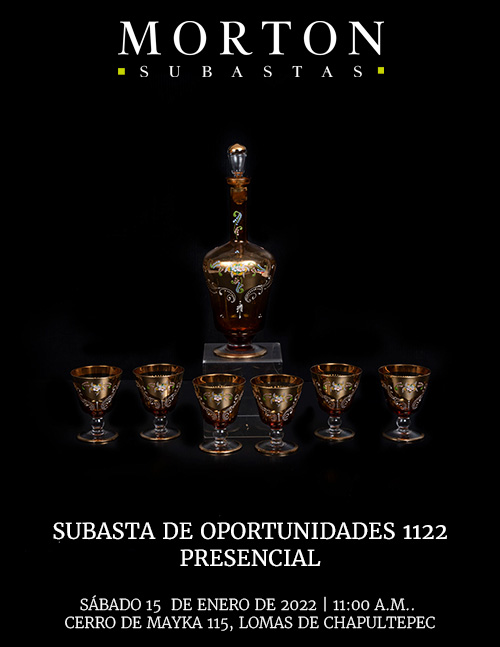 MORTON
SUBASTAS
SUBASTA DE OPORTUNIDADES 1122
PRESENCIAL
SÁBADO 15 DE ENERO DE 2022 | 11:00 A.M..
CERRO DE MAYKA 115, LOMAS DE CHAPULTEPEC